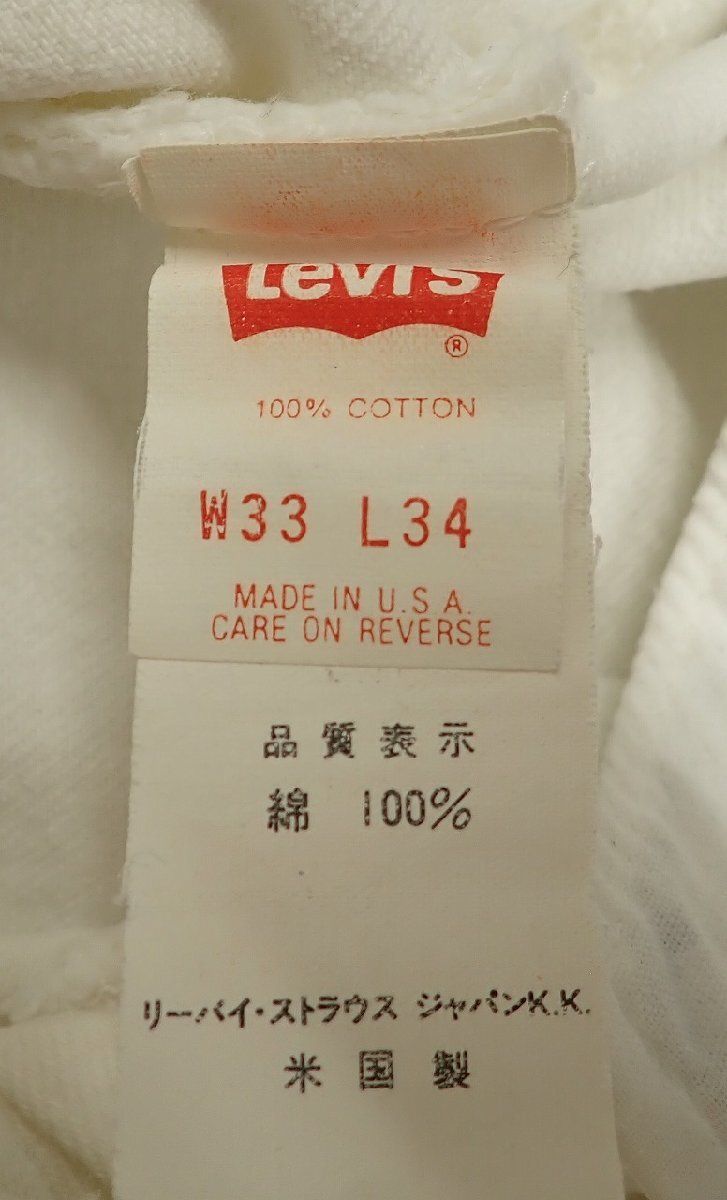 Levi's
®
100% COTTON
W33 L34
MADE IN U.S.A.
CARE ON REVERSE
品質表示
綿 100%
リーバイ・ストラウス ジャパンK.K.
米国製